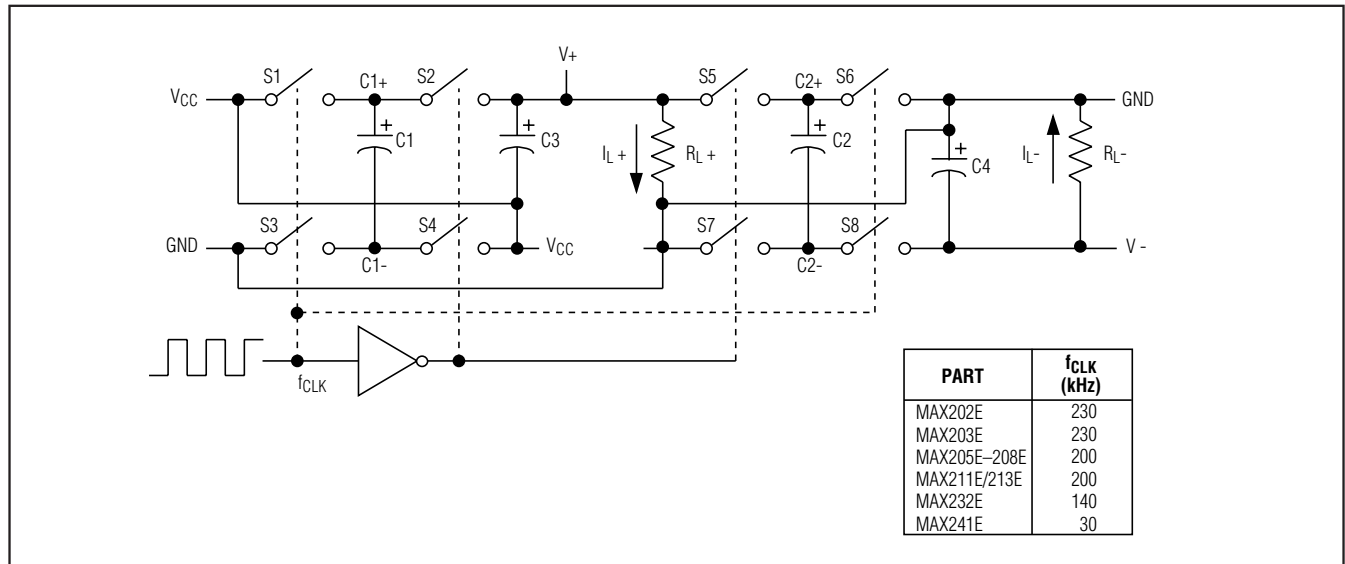 V+
S1
C1+
S2
S5
C2+
S6
VCC
GND
+
C1
+
C3
IL+
RL+
+
C2
+
C4
IL-
RL-
S3
S4
S7
S8
GND
C1-
VCC
C2-
V -
fCLK
PART
fCLK
(kHz)
MAX202E 230
MAX203E 230
MAX205E–208E 200
MAX211E/213E 200
MAX232E 140
MAX241E 30